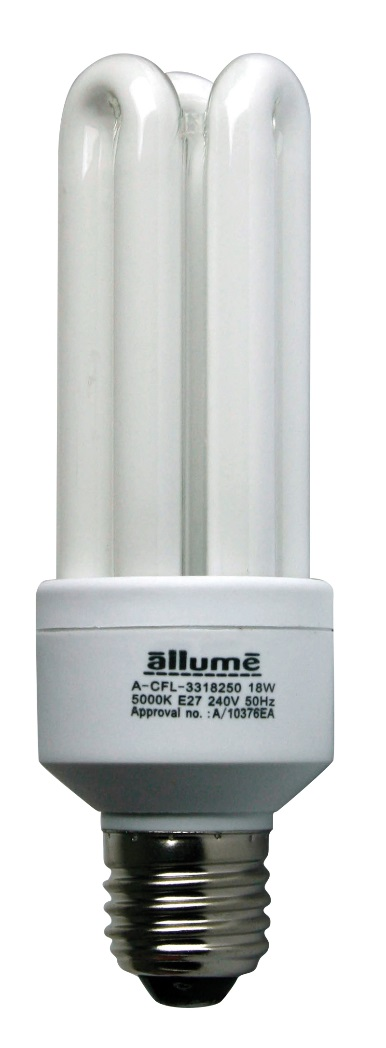 āllumē
A-CFL-3318250 18W
5000K E27 240V 50Hz
Approval no. :A/10376EA